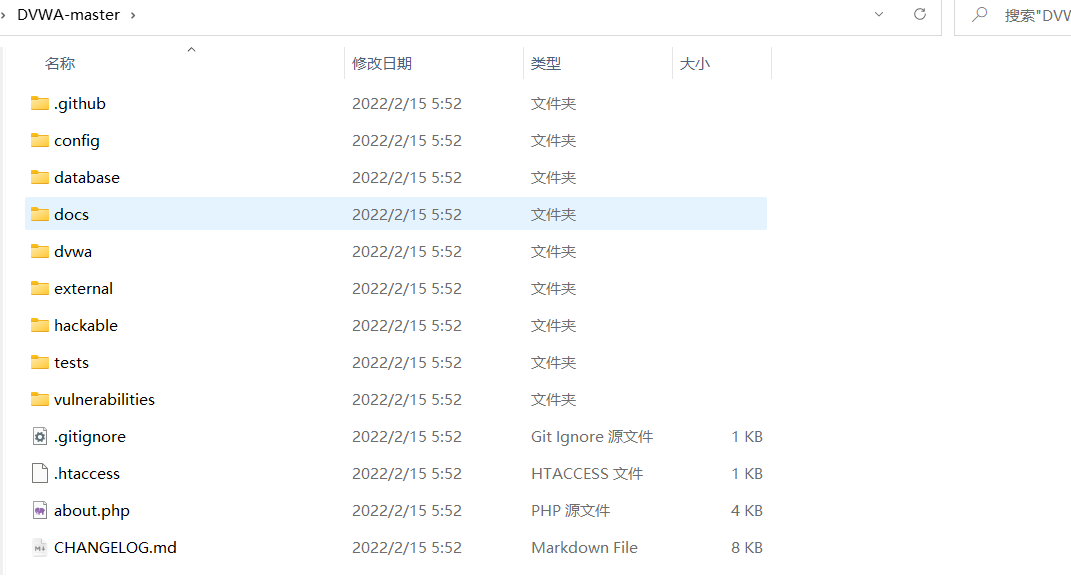 DVWA-master
搜索"DVW
名称 修改日期 类型 大小
.github 2022/2/15 5:52 文件夹
config 2022/2/15 5:52 文件夹
database 2022/2/15 5:52 文件夹
docs 2022/2/15 5:52 文件夹
dvwa 2022/2/15 5:52 文件夹
external 2022/2/15 5:52 文件夹
hackable 2022/2/15 5:52 文件夹
tests 2022/2/15 5:52 文件夹
vulnerabilities 2022/2/15 5:52 文件夹
.gitignore 2022/2/15 5:52 Git Ignore 源文件 1 KB
.htaccess 2022/2/15 5:52 HTACCESS 文件 1 KB
about.php 2022/2/15 5:52 PHP 源文件 4 KB
CHANGELOG.md 2022/2/15 5:52 Markdown File 8 KB